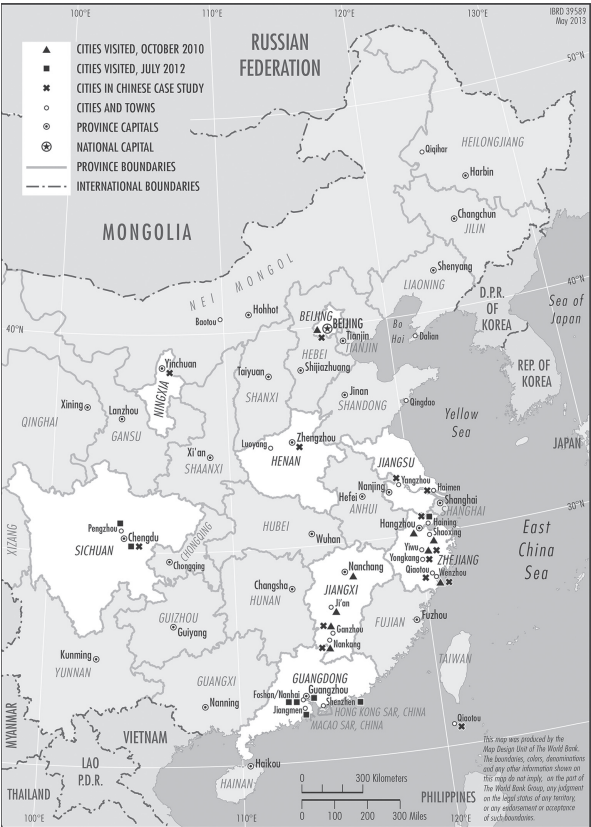 100°E
110°E
120°E
130°E
IBRD 39589
May 2013
50°N
CITIES VISITED, OCTOBER 2010
CITIES VISITED, JULY 2012
CITIES IN CHINESE CASE STUDY
CITIES AND TOWNS
PROVINCE CAPITALS
NATIONAL CAPITAL
PROVINCE BOUNDARIES
INTERNATIONAL BOUNDARIES
RUSSIAN
FEDERATION
MONGOLIA
HEILONGJIANG
Qiqihar
Harbin
Changchun
JILIN
Shenyang
LIAONING
NEI MONGOL
D.P.R.
OF
KOREA
40°N
Sea of
Japan
Hohhot
Baotou
BEIJING
BEIJING
Tianjin
TIANJIN
Bo
Hai
Dalian
40°N
HEBEI
Yinchuan
NINGXIA
Taiyuan
Shijiazhuang
SHANXI
REP. OF
KOREA
Jinan
SHANDONG
Qingdao
Xining
Lanzhou
QINGHAI
GANSU
Yellow
Sea
JAPAN
Xi'an
SHAANXI
Luoyang
Zhengzhou
HENAN
JIANGSU
Yangzhou
Haimen
Nanjing
Hefei
ANHUI
Shanghai
SHANGHAI
30°N
Hangzhou
Haining
Shaoxing
East
China
Sea
XIZANG
Pengzhou
Chengdu
SICHUAN
CHONGQING
Chongqing
HUBEI
Wuhan
Yiwu
Yongkang
ZHEJIANG
Qiaotou
Wenzhou
Nanchang
JIANGXI
Changsha
HUNAN
Ji'an
Ganzhou
Nankang
FUJIAN
Fuzhou
GUIZHOU
Guiyang
Kunming
YUNNAN
TAIWAN
GUANGXI
Nanning
GUANGDONG
Foshan/Nanhai
Guangzhou
Shenzhen
Jiangmen
HONG KONG SAR, CHINA
MACAO SAR, CHINA
Qiaotou
MYANMAR
VIETNAM
LAO
P.D.R.
THAILAND
Haikou
HAINAN
0 300 Kilometers
0 100 200 300 Miles
PHILIPPINES
This map was produced by the
Map Design Unit of The World Bank.
The boundaries, colors, denominations
and any other information shown on
this map do not imply, on the part of
The World Bank Group, any judgment
on the legal status of any territory,
or any endorsement or acceptance
of such boundaries.
100°E
110°E
120°E